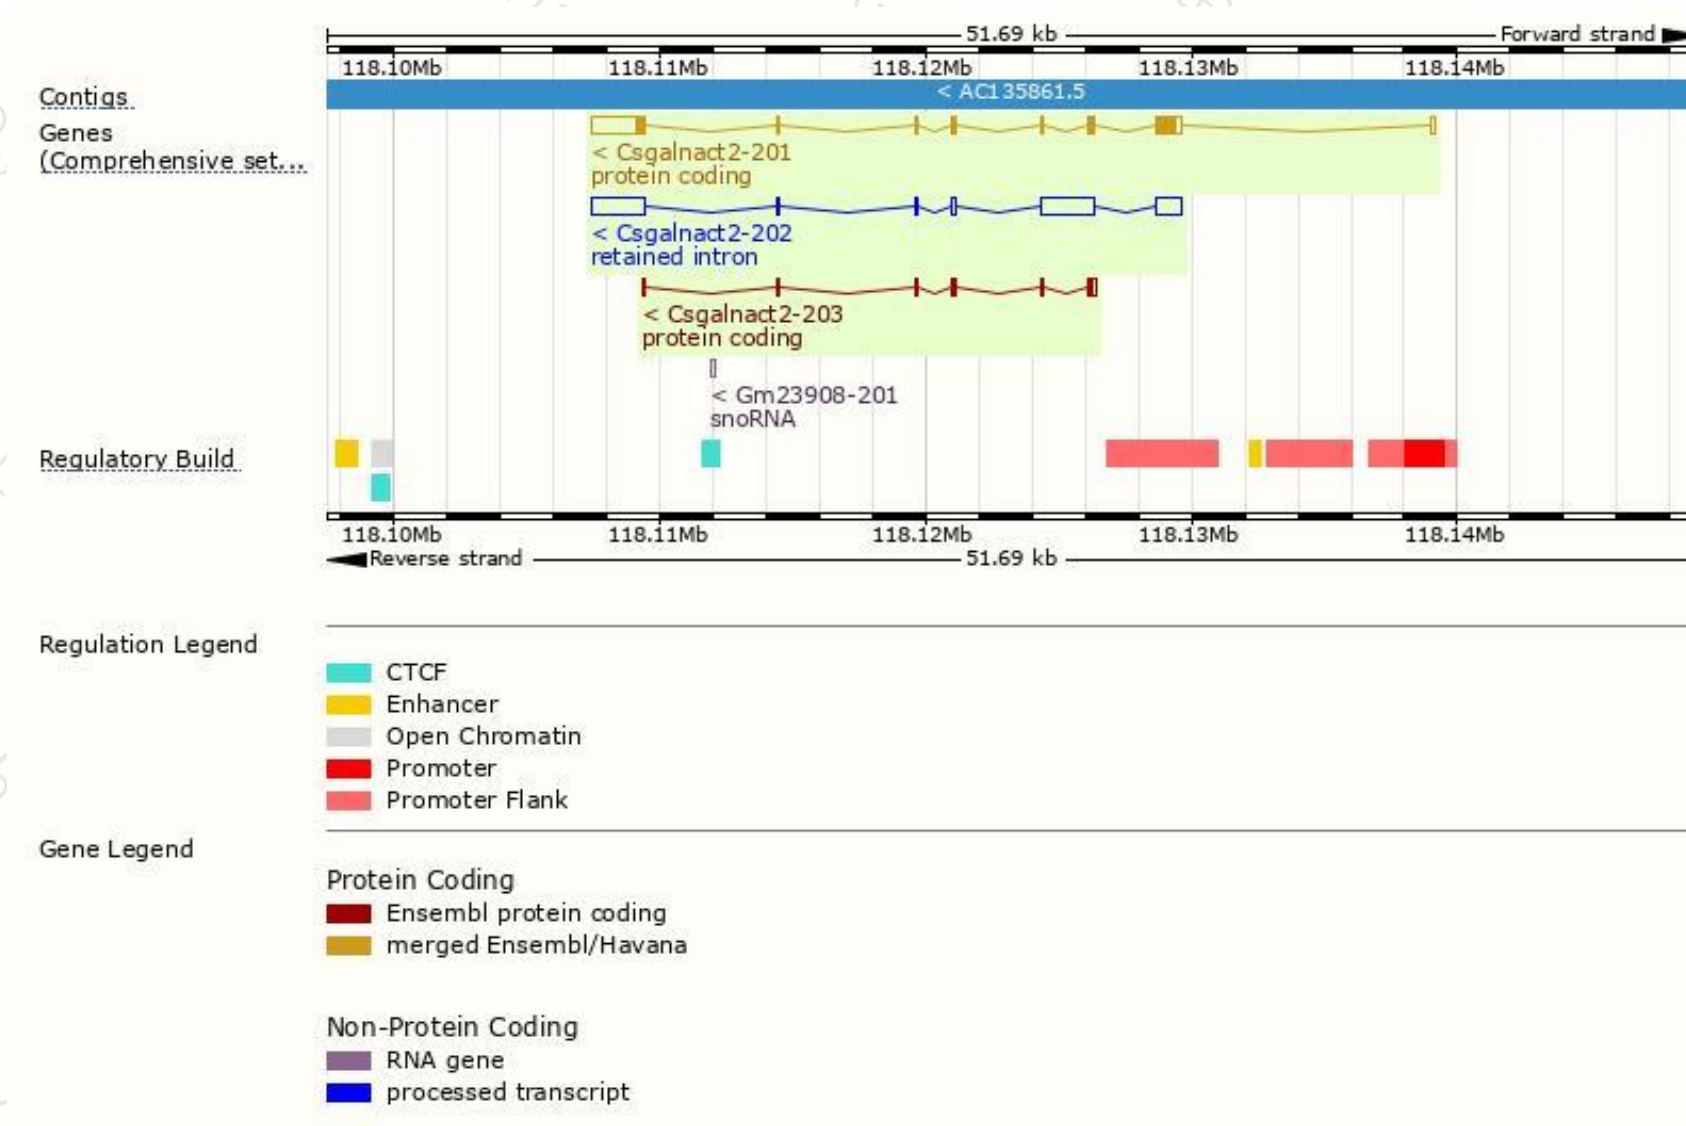 51.69 kb Forward strand
118.10Mb 118.11Mb 118.12Mb 118.13Mb 118.14Mb
Contigs < AC135861.5
Genes
(Comprehensive set...
< Csgalnact2-201
protein coding
< Csgalnact2-202
retained intron
< Csgalnact2-203
protein coding
< Gm23908-201
snoRNA
Regulatory Build
118.10Mb 118.11Mb 118.12Mb 118.13Mb 118.14Mb
Reverse strand 51.69 kb
Regulation Legend
CTCF
Enhancer
Open Chromatin
Promoter
Promoter Flank
Gene Legend
Protein Coding
Ensembl protein coding
merged Ensembl/Havana
Non-Protein Coding
RNA gene
processed transcript